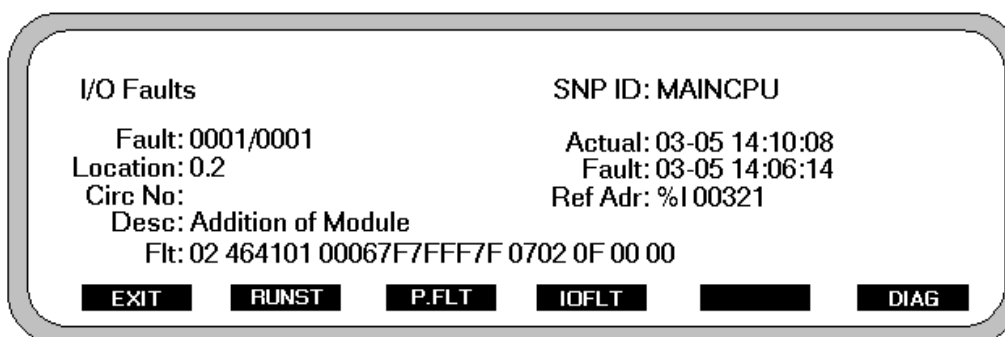 I/O Faults SNP ID: MAINCPU
Fault: 0001/0001 Actual: 03-05 14:10:08
Location: 0.2 Fault: 03-05 14:06:14
Circ No: Ref Adr: %I 00321
Desc: Addition of Module
Flt: 02 464101 00067F7FFF7F 0702 0F 00 00
EXIT RUNST P.FLT IOFLT DIAG